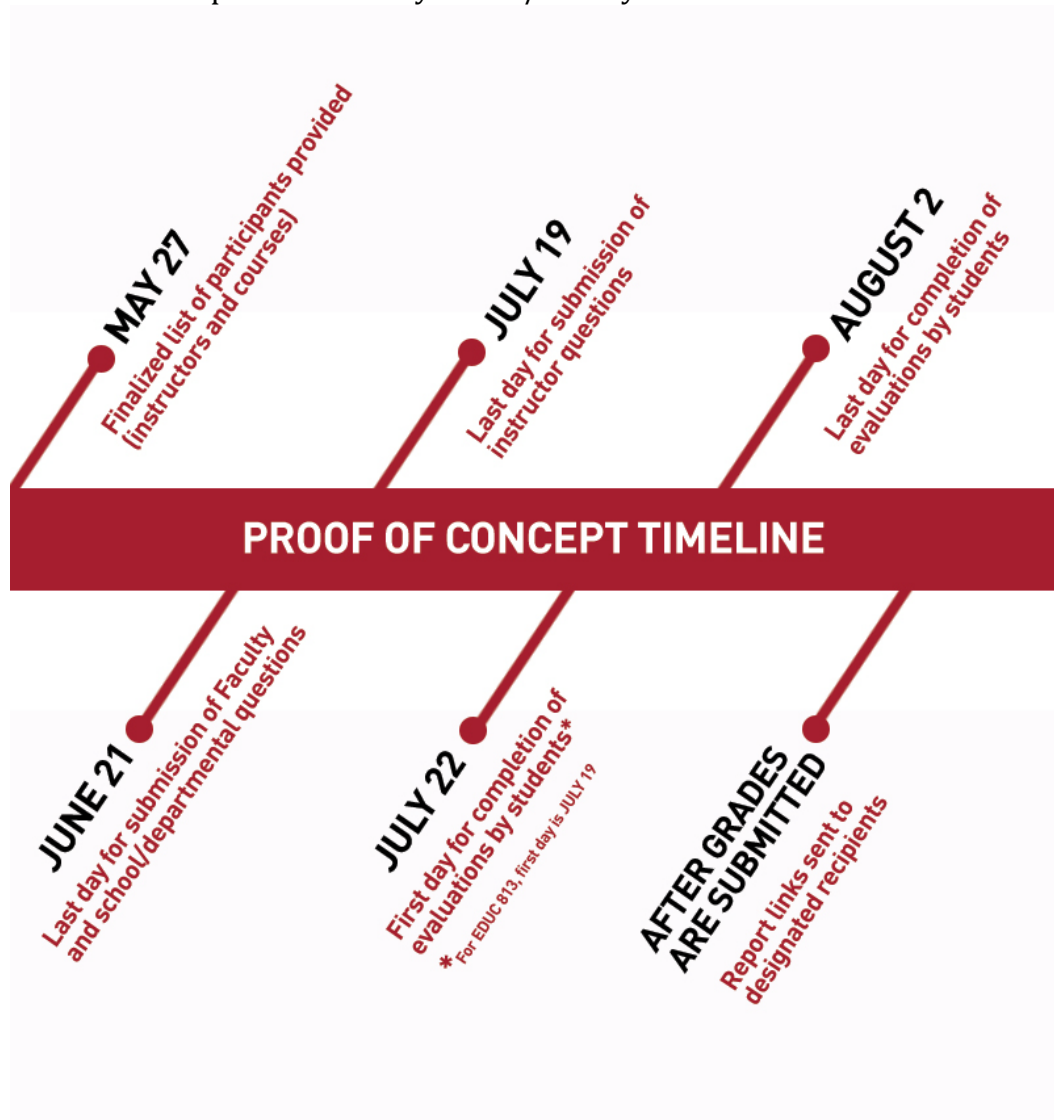 MAY 27
Finalized list of participants provided
(instructors and courses)
JULY 19
Last day for submission of
instructor questions
AUGUST 2
Last day for completion of
evaluations by students
PROOF OF CONCEPT TIMELINE
JUNE 21
Last day for submission of Faculty
and school/departmental questions
JULY 22
First day for completion of
evaluations by students*
* For EDUC 813, first day is JULY 19
AFTER GRADES
ARE SUBMITTED
Report links sent to
designated recipients